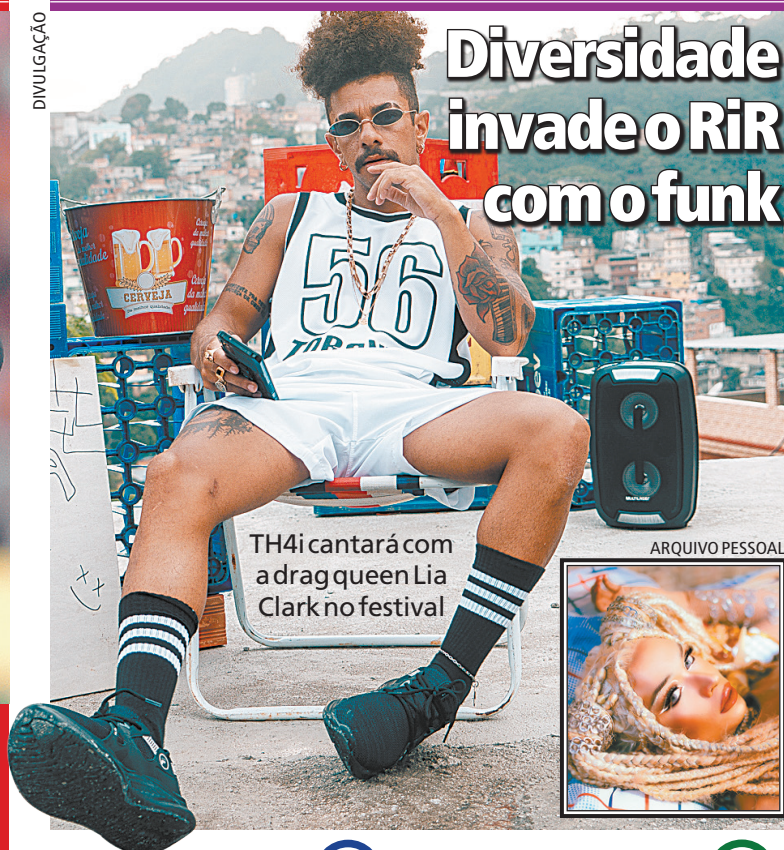 DIVULGAÇÃO
Diversidade
invade o RiR
com o funk
CERVEJA
56
TH4i cantará com
a drag queen Lia
Clark no festival
ARQUIVO PESSOAL